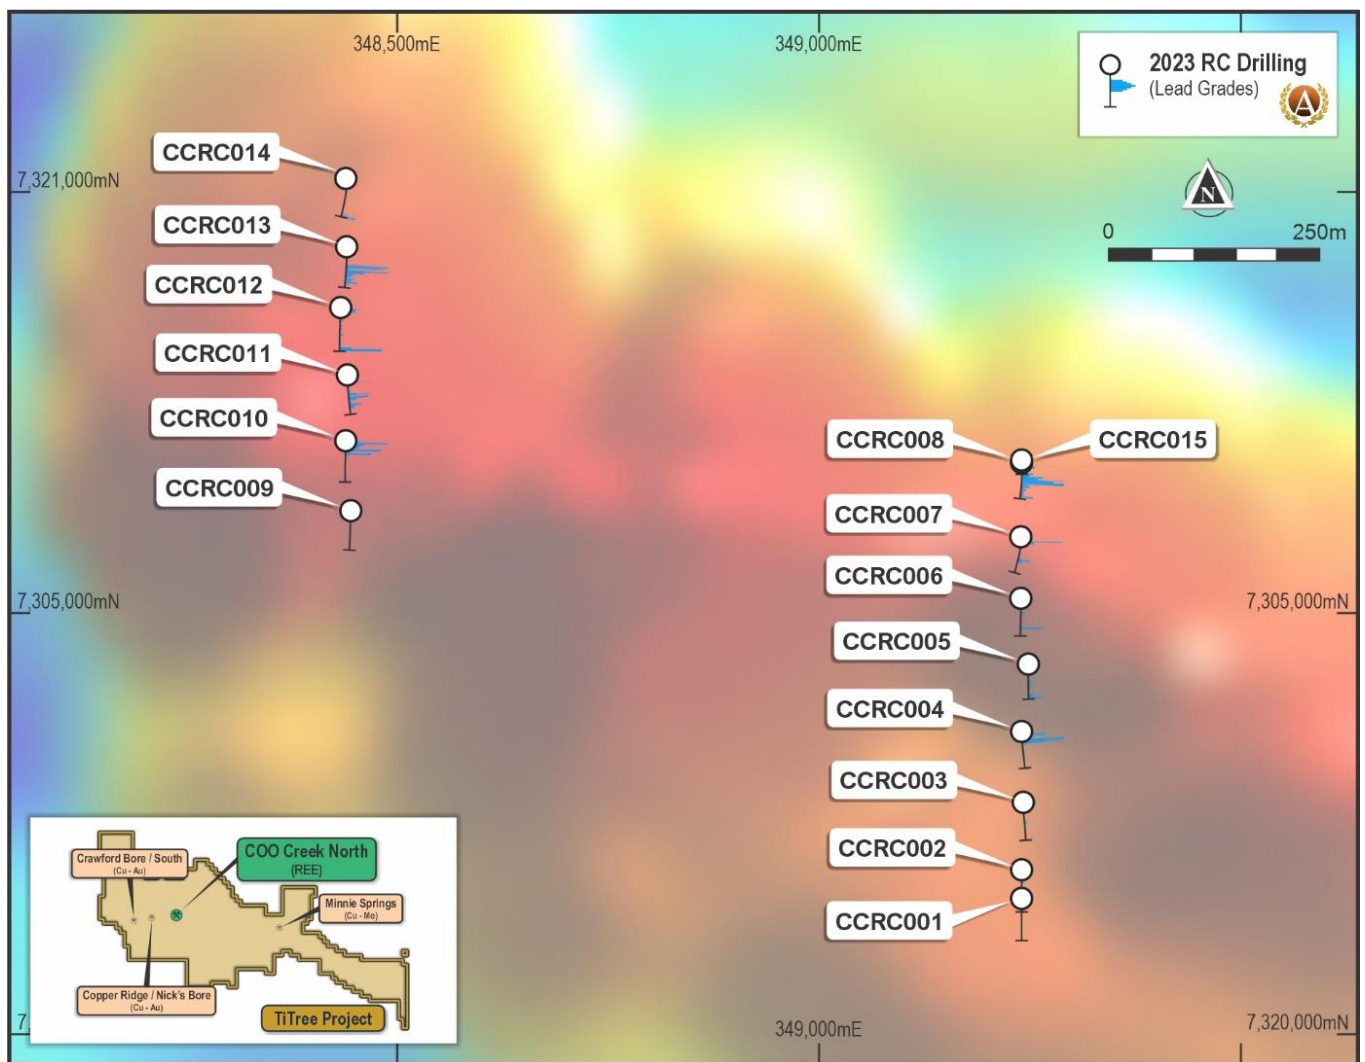 348,500mE
349,000mE
2023 RC Drilling
(Lead Grades)
A
CCRC014
7,321,000mN
N
CCRC013
0
250m
CCRC012
CCRC011
CCRC010
CCRC008
CCRC015
CCRC009
CCRC007
CCRC006
7,305,000mN
7,305,000mN
CCRC005
CCRC004
CCRC003
CCRC002
CCRC001
Crawford Bore / South
(Cu - Au)
COO Creek North
(REE)
Minnie Springs
(Cu - Mo)
Copper Ridge / Nick's Bore
(Cu - Au)
TiTree Project
7,
349,000mE
7,320,000mN